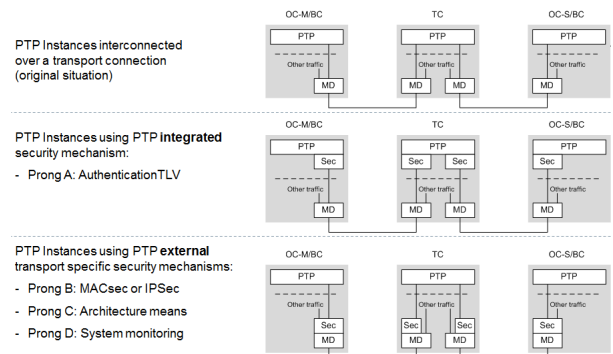 OC-M/BC TC OC-S/BC
PTP PTP PTP
PTP Instances interconnected
over a transport connection
(original situation)
Other traffic Other traffic Other traffic
MD MD MD MD
OC-M/BC TC OC-S/BC
PTP Instances using PTP integrated
security mechanism:
PTP PTP PTP
Sec Sec Sec Sec
- Prong A: AuthenticationTLV
Other traffic Other traffic Other traffic
MD MD MD MD
PTP Instances using PTP external
transport specific security mechanisms:
OC-M/BC TC OC-S/BC
PTP PTP PTP
- Prong B: MACsec or IPSec
- Prong C: Architecture means
Other traffic Other traffic Other traffic
- Prong D: System monitoring
Sec Sec Sec Sec
MD MD MD MD